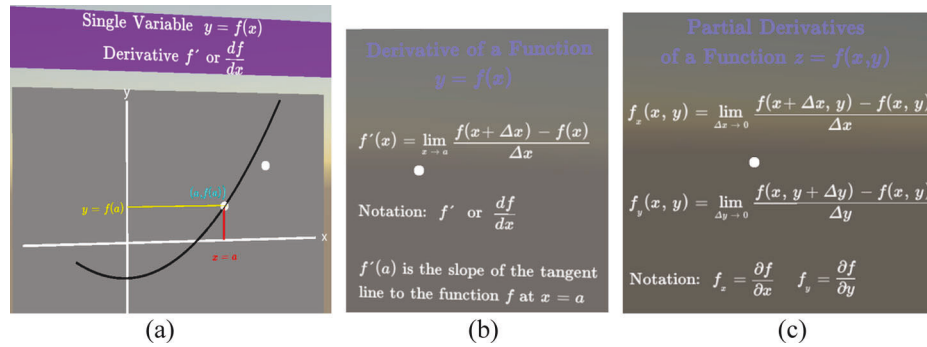 Single Variable y = f(x)
Derivative f´ or df/dx
y
(a, f(a))
y = f(a)
x
x = a
(a)
Derivative of a Function
y = f(x)
f´(x) = lim x → a f(x+ Δx) − f(x) / Δx
Notation: f´ or df/dx
f´(a) is the slope of the tangent
line to the function f at x = a
(b)
Partial Derivatives
of a Function z = f(x,y)
fₓ(x, y) = lim Δx → 0 f(x+ Δx, y) − f(x, y) / Δx
f_y(x, y) = lim Δy → 0 f(x, y + Δy) − f(x, y) / Δy
Notation: fₓ = ∂f/∂x f_y = ∂f/∂y
(c)